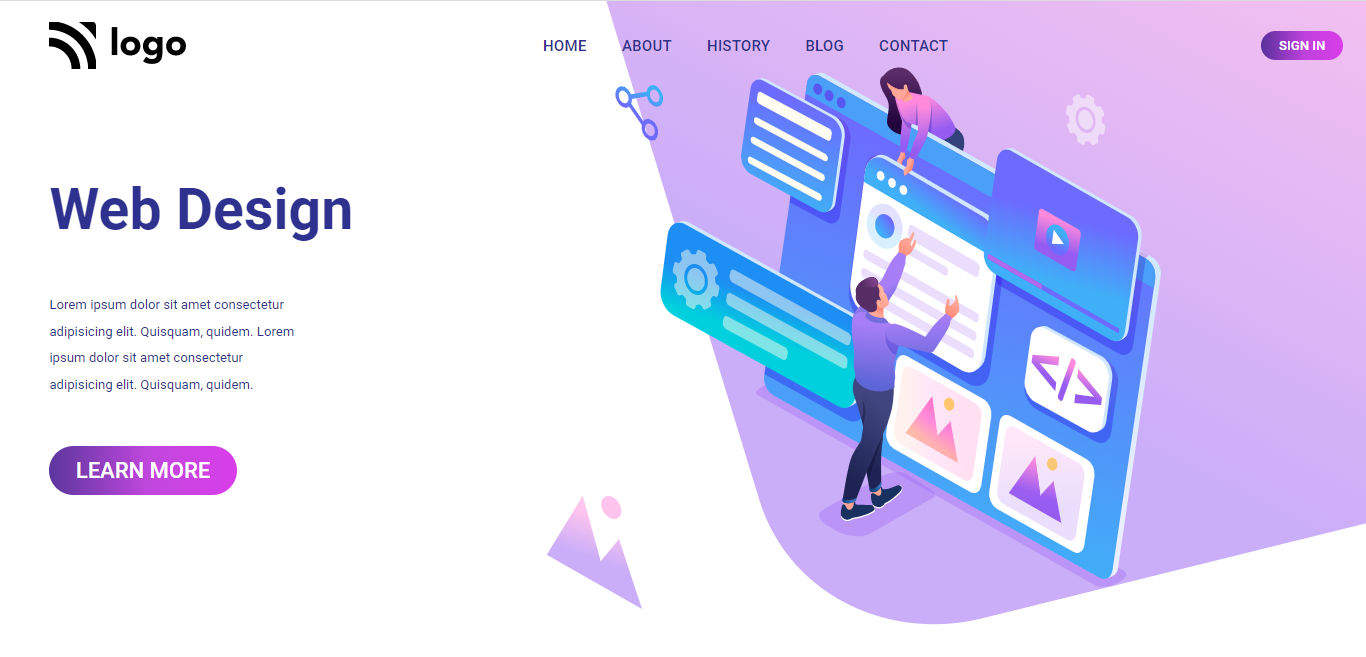 logo
HOME ABOUT HISTORY BLOG CONTACT
SIGN IN
Web Design
Lorem ipsum dolor sit amet consectetur
adipisicing elit. Quisquam, quidem. Lorem
ipsum dolor sit amet consectetur
adipisicing elit. Quisquam, quidem.
LEARN MORE
</>